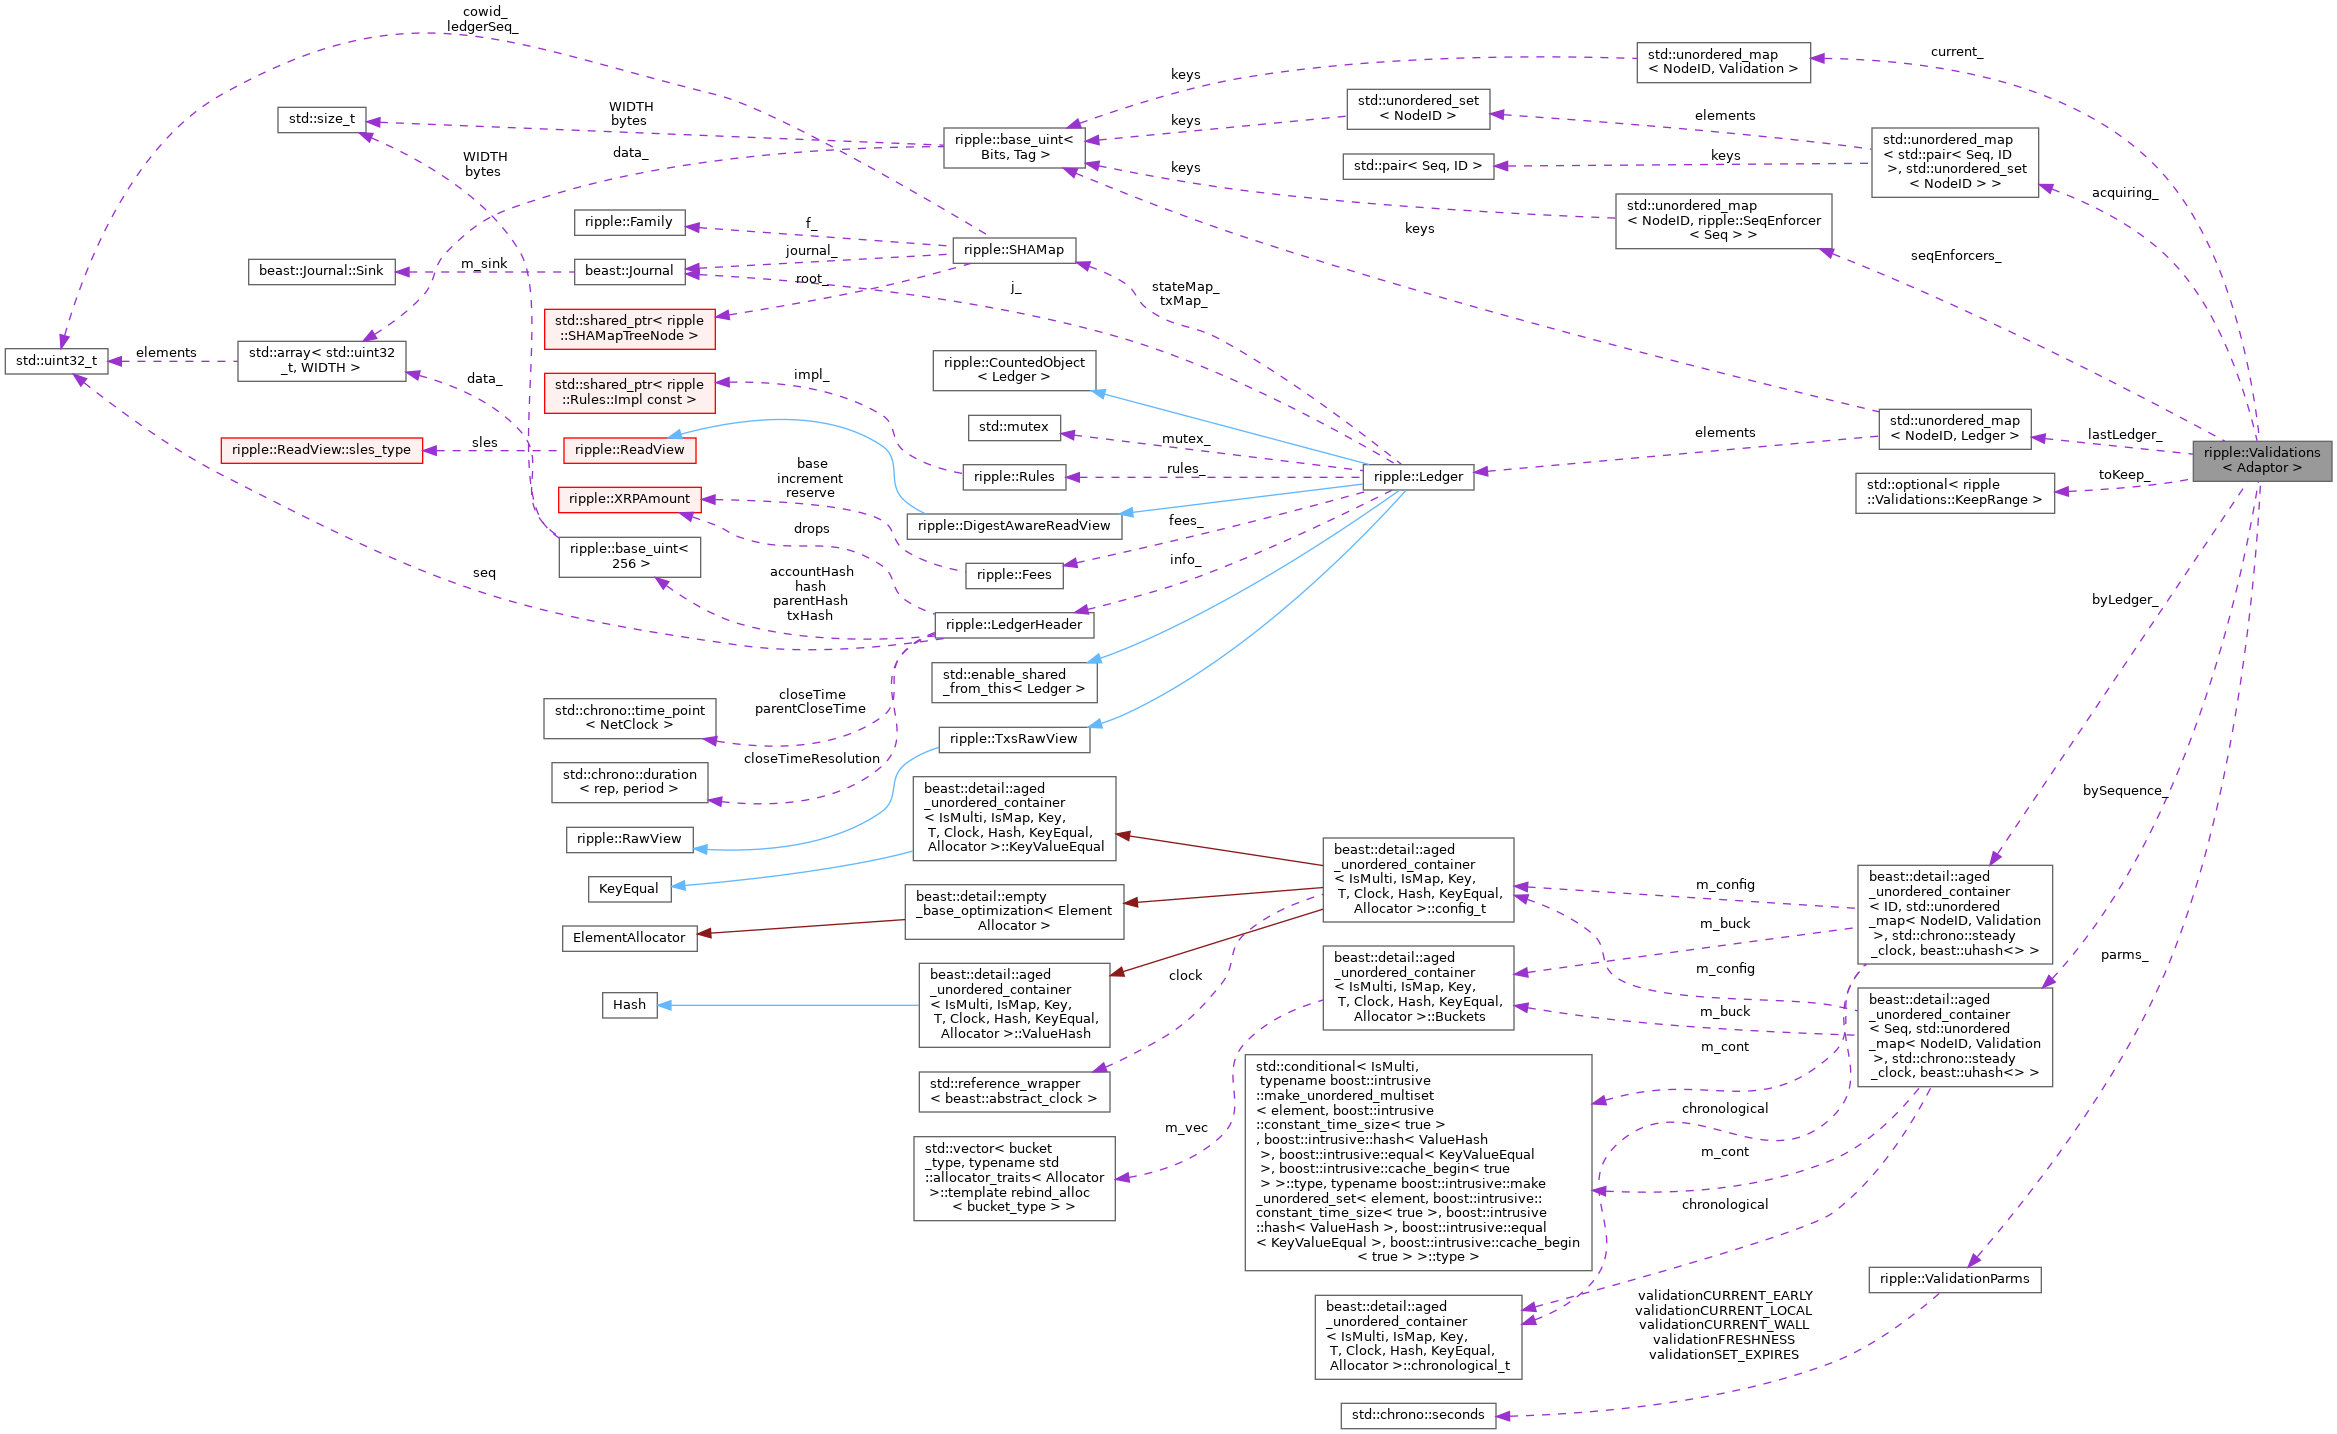 cowid_
ledgerSeq_
std::size_t
WIDTH
bytes
WIDTH
bytes
data_
ripple::Family
f_
beast::Journal::Sink
m_sink
beast::Journal
journal_
root_
std::shared_ptr< ripple
::SHAMapTreeNode >
std::uint32_t
elements
std::array< std::uint32
_t, WIDTH >
data_
std::shared_ptr< ripple
::Rules::Impl const >
impl_
ripple::ReadView::sles_type
sles
ripple::ReadView
base
increment
reserve
ripple::XRPAmount
drops
ripple::base_uint<
256 >
seq
accountHash
hash
parentHash
txHash
std::chrono::time_point
< NetClock >
closeTime
parentCloseTime
std::chrono::duration
< rep, period >
closeTimeResolution
ripple::RawView
KeyEqual
ElementAllocator
Hash
ripple::base_uint<
Bits, Tag >
ripple::SHAMap
ripple::CountedObject
< Ledger >
std::mutex
ripple::Rules
ripple::DigestAwareReadView
ripple::Fees
ripple::LedgerHeader
std::enable_shared
_from_this< Ledger >
ripple::TxsRawView
beast::detail::aged
_unordered_container
< IsMulti, IsMap, Key,
T, Clock, Hash, KeyEqual,
Allocator >::KeyValueEqual
beast::detail::empty
_base_optimization< Element
Allocator >
beast::detail::aged
_unordered_container
< IsMulti, IsMap, Key,
T, Clock, Hash, KeyEqual,
Allocator >::ValueHash
std::reference_wrapper
< beast::abstract_clock >
std::vector< bucket
_type, typename std
::allocator_traits< Allocator
>::template rebind_alloc
< bucket_type > >
keys
keys
keys
keys
j_
stateMap_
txMap_
mutex_
rules_
fees_
info_
clock
m_vec
std::unordered_set
< NodeID >
std::pair< Seq, ID >
ripple::Ledger
beast::detail::aged
_unordered_container
< IsMulti, IsMap, Key,
T, Clock, Hash, KeyEqual,
Allocator >::config_t
beast::detail::aged
_unordered_container
< IsMulti, IsMap, Key,
T, Clock, Hash, KeyEqual,
Allocator >::Buckets
std::conditional< IsMulti,
typename boost::intrusive
::make_unordered_multiset
< element, boost::intrusive
::constant_time_size< true >
, boost::intrusive::hash< ValueHash
>, boost::intrusive::equal< KeyValueEqual
>, boost::intrusive::cache_begin< true
> >::type, typename boost::intrusive::make
_unordered_set< element, boost::intrusive::
constant_time_size< true >, boost::intrusive
::hash< ValueHash >, boost::intrusive::equal
< KeyValueEqual >, boost::intrusive::cache_begin
< true > >::type >
beast::detail::aged
_unordered_container
< IsMulti, IsMap, Key,
T, Clock, Hash, KeyEqual,
Allocator >::chronological_t
std::chrono::seconds
std::unordered_map
< NodeID, Validation >
elements
keys
std::unordered_map
< NodeID, ripple::SeqEnforcer
< Seq > >
elements
m_config
m_buck
m_config
m_buck
m_cont
chronological
m_cont
chronological
validationCURRENT_EARLY
validationCURRENT_LOCAL
validationCURRENT_WALL
validationFRESHNESS
validationSET_EXPIRES
current_
std::unordered_map
< std::pair< Seq, ID
>, std::unordered_set
< NodeID > >
acquiring_
seqEnforcers_
std::unordered_map
< NodeID, Ledger >
lastLedger_
std::optional< ripple
::Validations::KeepRange >
toKeep_
ripple::Validations
< Adaptor >
byLedger_
bySequence_
beast::detail::aged
_unordered_container
< ID, std::unordered
_map< NodeID, Validation
>, std::chrono::steady
_clock, beast::uhash<> >
parms_
beast::detail::aged
_unordered_container
< Seq, std::unordered
_map< NodeID, Validation
>, std::chrono::steady
_clock, beast::uhash<> >
ripple::ValidationParms